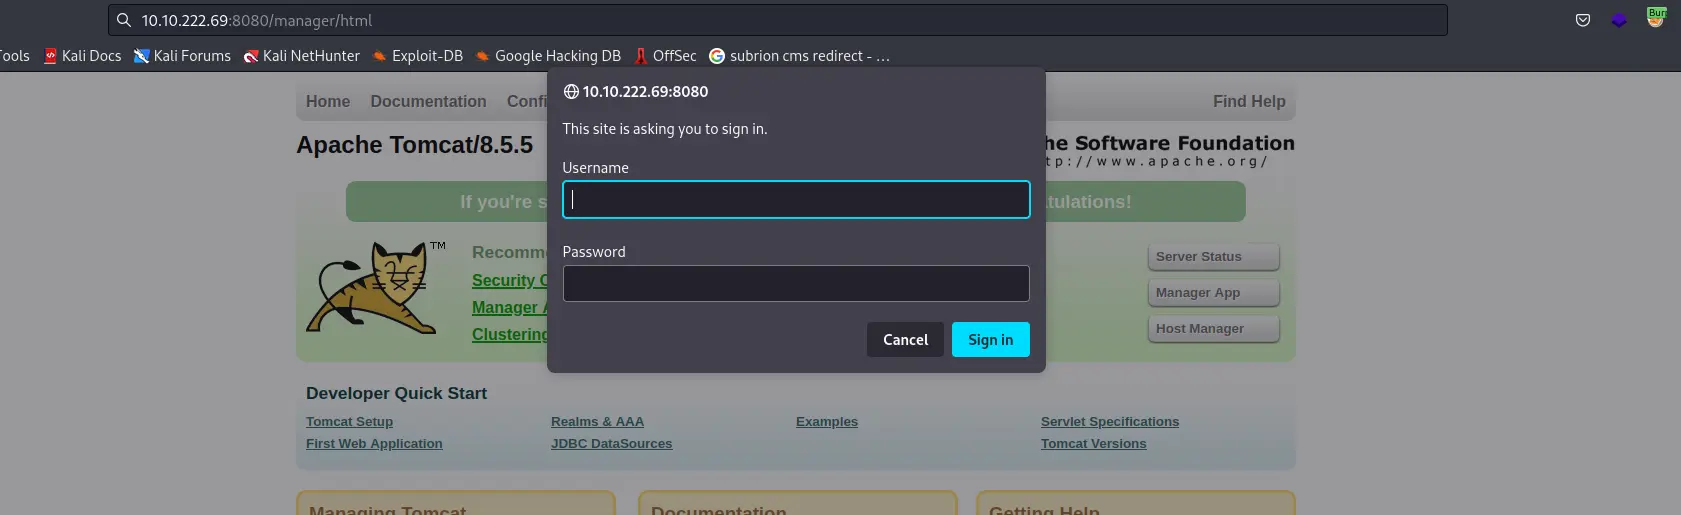 10.10.222.69:8080/manager/html
Burp
Tools Kali Docs Kali Forums Kali NetHunter Exploit-DB Google Hacking DB OffSec subrion cms redirect - …
Home Documentation Confi Find Help
Apache Tomcat/8.5.5
he Software Foundation
tp://www.apache.org/
If you're s
tulations!
TM
Recomm
Security C
Manager A
Clustering
Server Status
Manager App
Host Manager
10.10.222.69:8080
This site is asking you to sign in.
Username
Password
Cancel Sign in
Developer Quick Start
Tomcat Setup Realms & AAA Examples Servlet Specifications
First Web Application JDBC DataSources Tomcat Versions
Managing Tomcat Documentation Getting Help